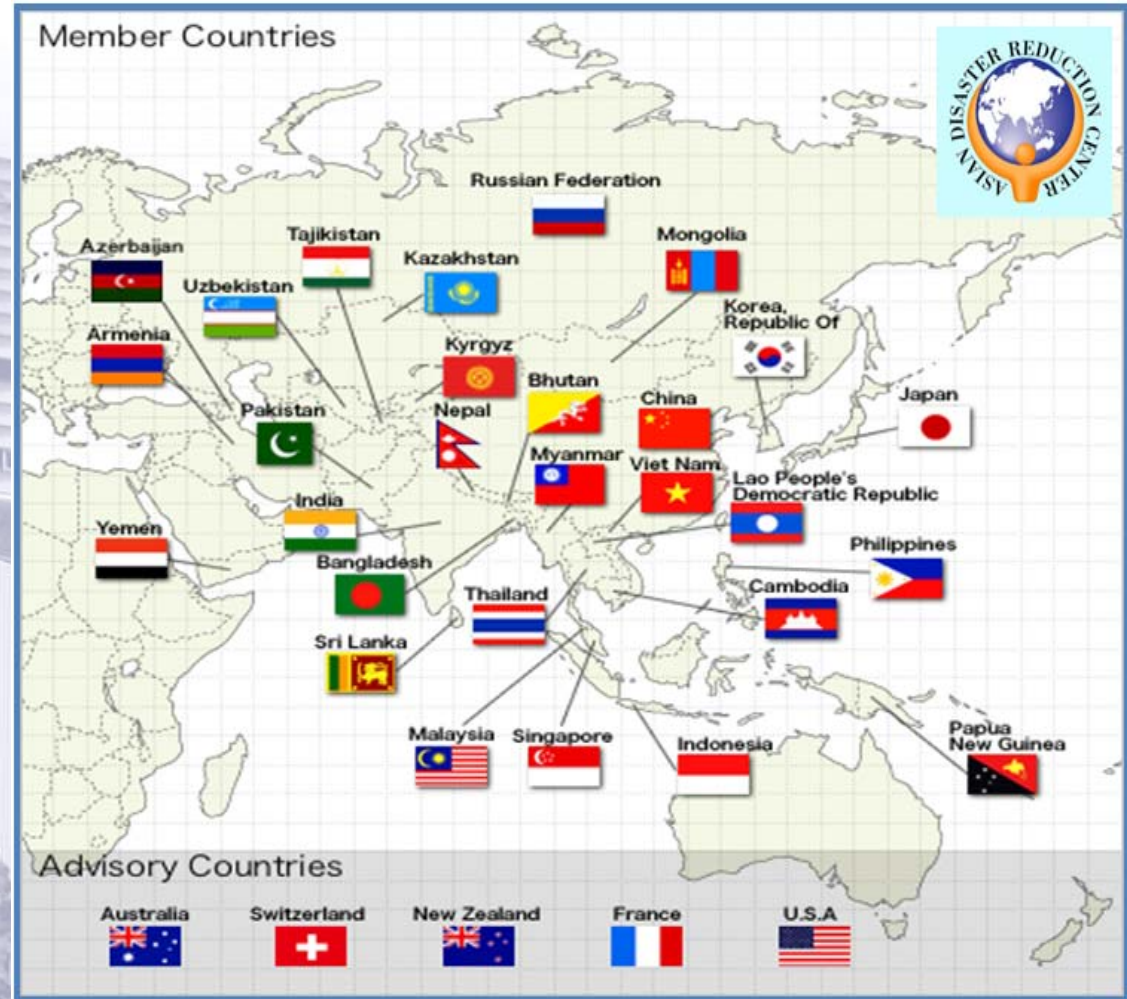 Member Countries
ASIAN DISASTER REDUCTION CENTER
Russian Federation
Azerbaijan
Tajikistan
Kazakhstan
Mongolia
Uzbekistan
Korea,
Republic Of
Armenia
Kyrgyz
Bhutan
China
Japan
Pakistan
Nepal
Myanmar
Viet Nam
Lao People's
Democratic Republic
India
Yemen
Philippines
Bangladesh
Thailand
Cambodia
Sri Lanka
Malaysia
Singapore
Indonesia
Papua
New Guinea
Advisory Countries
Australia
Switzerland
New Zealand
France
U.S.A